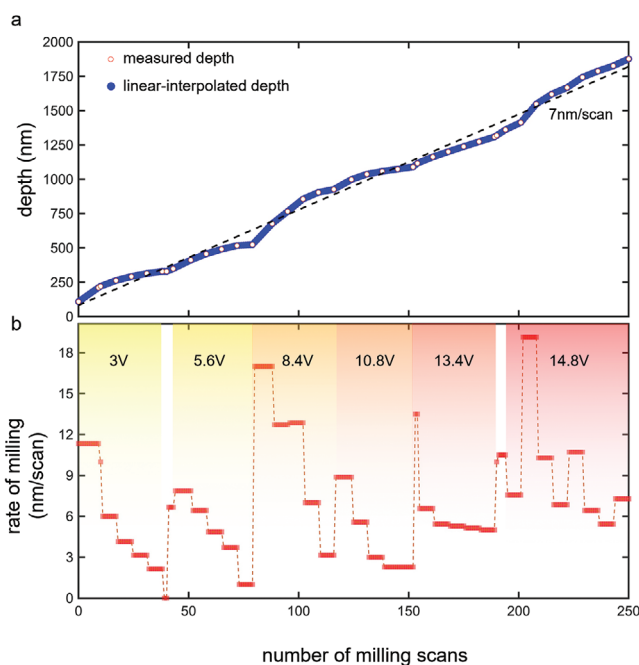 a
2000
1750
1500
1250
1000
750
500
250
0
depth (nm)
measured depth
linear-interpolated depth
7nm/scan
b
18
15
12
9
6
3
0
rate of milling
(nm/scan)
3V
5.6V
8.4V
10.8V
13.4V
14.8V
0
50
100
150
200
250
number of milling scans